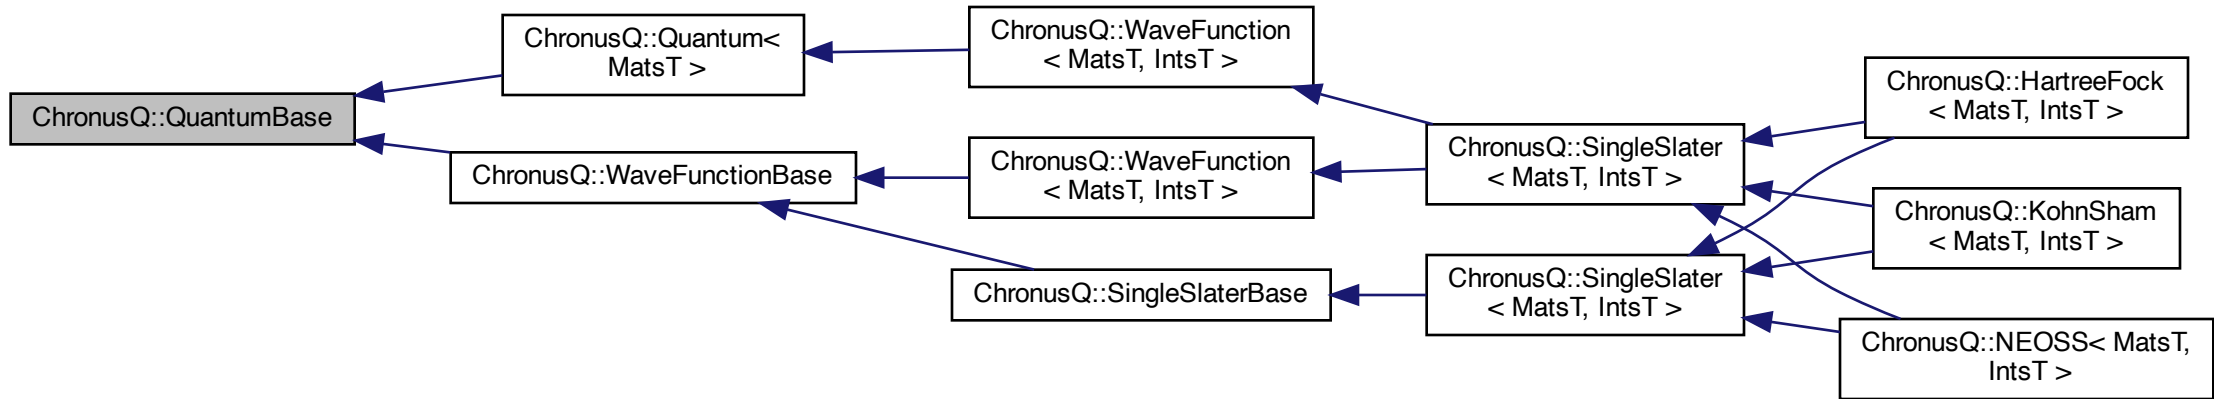 ChronusQ::QuantumBase
ChronusQ::Quantum<
MatsT >
ChronusQ::WaveFunctionBase
ChronusQ::WaveFunction
< MatsT, IntsT >
ChronusQ::WaveFunction
< MatsT, IntsT >
ChronusQ::SingleSlaterBase
ChronusQ::SingleSlater
< MatsT, IntsT >
ChronusQ::SingleSlater
< MatsT, IntsT >
ChronusQ::HartreeFock
< MatsT, IntsT >
ChronusQ::KohnSham
< MatsT, IntsT >
ChronusQ::NEOSS< MatsT,
IntsT >